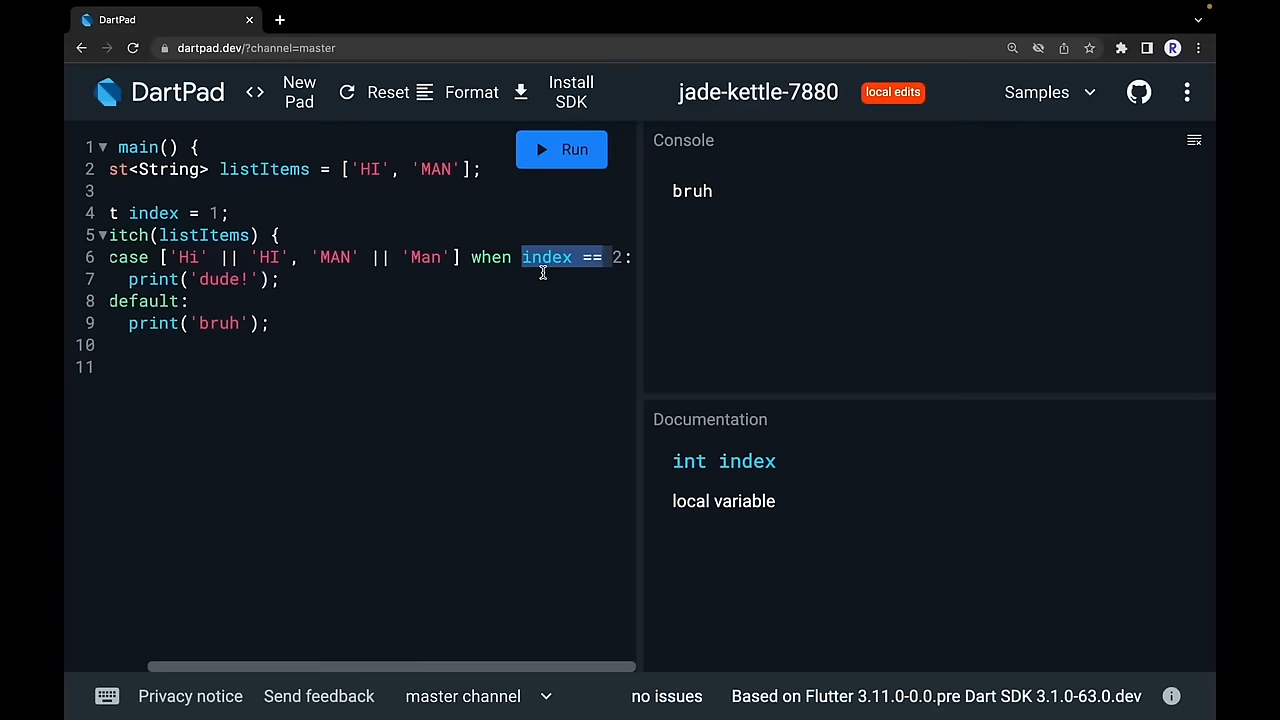 DartPad
dartpad.dev/?channel=master
R
DartPad
<> New Pad
Reset
Format
Install SDK
jade-kettle-7880
local edits
Samples
1 main() {
2 st<String> listItems = ['HI', 'MAN'];
3
4 t index = 1;
5 itch(listItems) {
6 case ['Hi' || 'HI', 'MAN' || 'Man'] when index == 2:
7 print('dude!');
8 default:
9 print('bruh');
10
11
Run
Console
bruh
Documentation
int index
local variable
Privacy notice
Send feedback
master channel
no issues
Based on Flutter 3.11.0-0.0.pre Dart SDK 3.1.0-63.0.dev